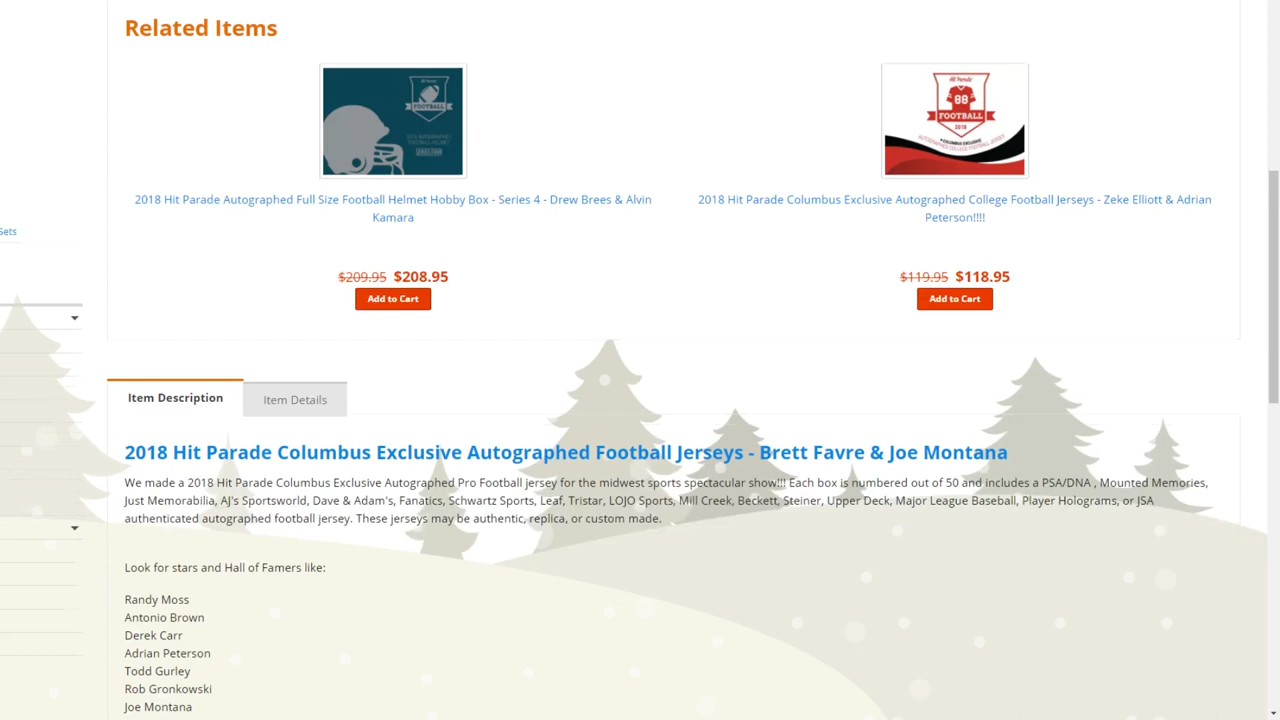 Related Items
FOOTBALL
88
FOOTBALL
2018
2018 Hit Parade Autographed Full Size Football Helmet Hobby Box - Series 4 - Drew Brees & Alvin
Kamara
2018 Hit Parade Columbus Exclusive Autographed College Football Jerseys - Zeke Elliott & Adrian
Peterson!!!!
$209.95 $208.95
$119.95 $118.95
Add to Cart
Add to Cart
Sets
Item Description
Item Details
2018 Hit Parade Columbus Exclusive Autographed Football Jerseys - Brett Favre & Joe Montana
We made a 2018 Hit Parade Columbus Exclusive Autographed Pro Football jersey for the midwest sports spectacular show!!! Each box is numbered out of 50 and includes a PSA/DNA , Mounted Memories,
Just Memorabilia, AJ's Sportsworld, Dave & Adam's, Fanatics, Schwartz Sports, Leaf, Tristar, LOJO Sports, Mill Creek, Beckett, Steiner, Upper Deck, Major League Baseball, Player Holograms, or JSA
authenticated autographed football jersey. These jerseys may be authentic, replica, or custom made.
Look for stars and Hall of Famers like:
Randy Moss
Antonio Brown
Derek Carr
Adrian Peterson
Todd Gurley
Rob Gronkowski
Joe Montana